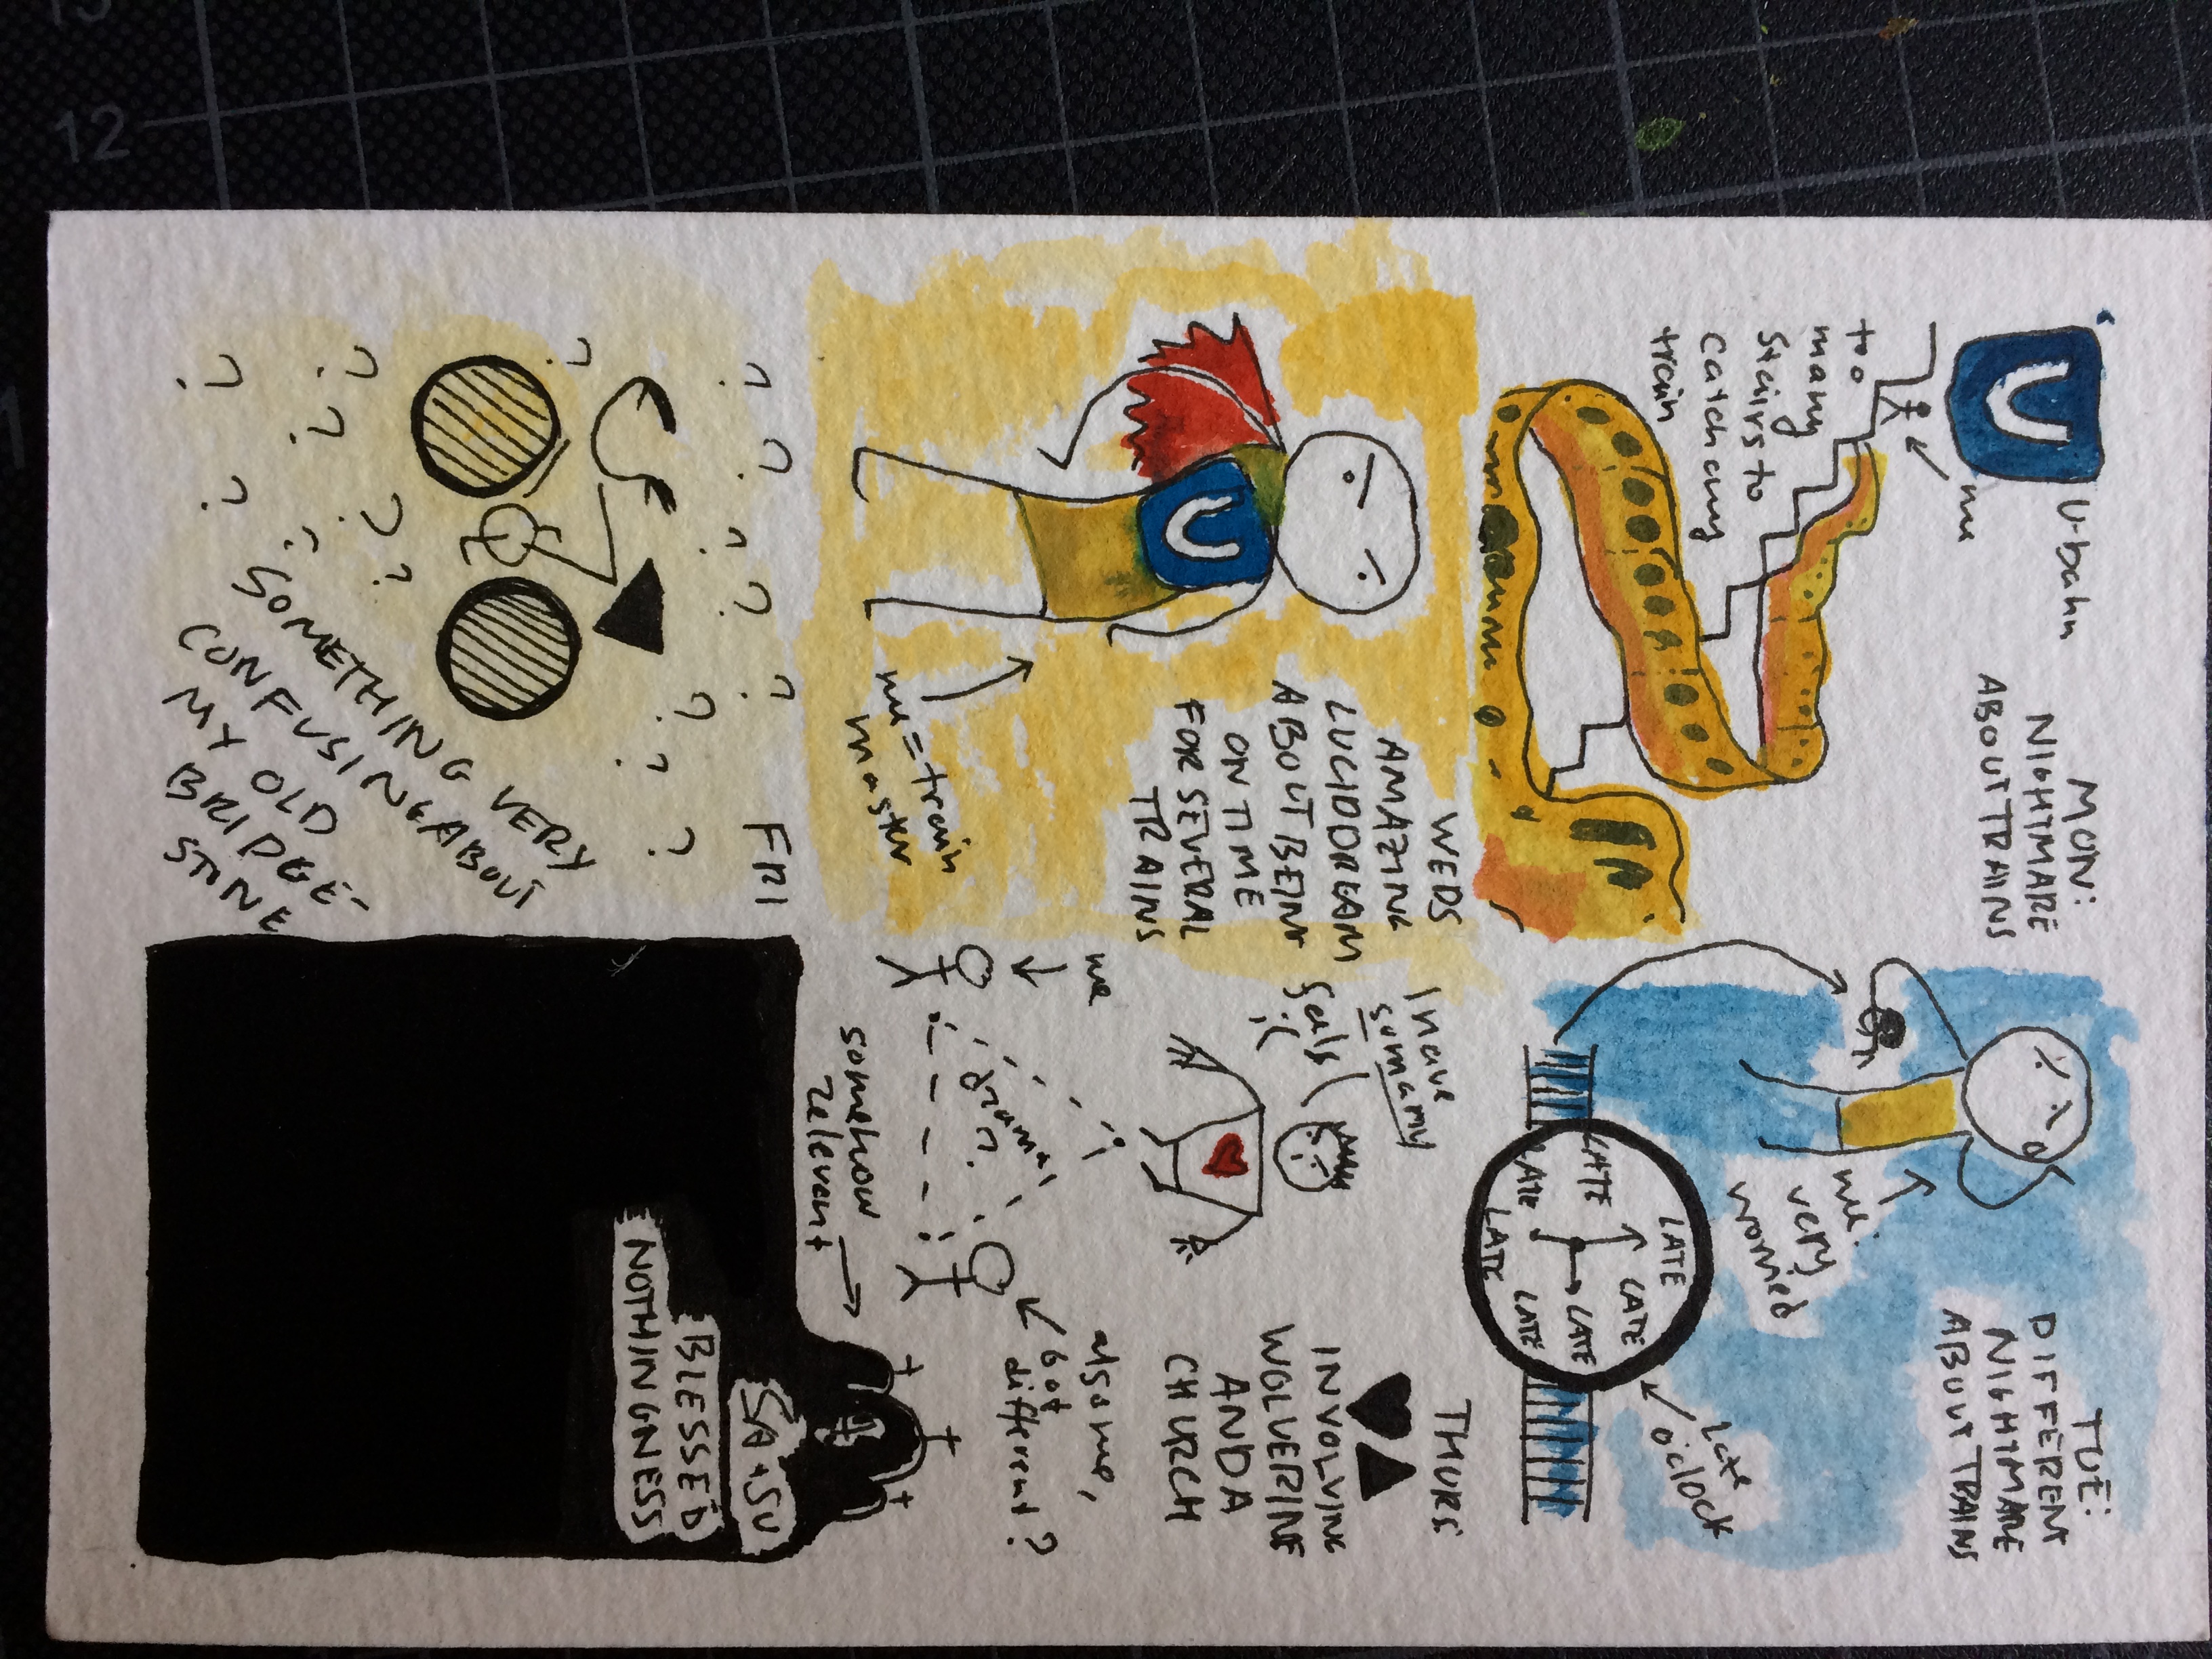 U
U-bahn
me
MON:
NIGHTMARE
ABOUT TRAINS
too
many
stairs to
catch any
train
TUE:
DIFFERENT
NIGHTMARE
ABOUT TRAINS
me:
very
worried
Late
o'clock
LATE
LATE
LATE
LATE
LATE
LATE
LATE
WEDS
AMAZING
LUCID DREAM
ABOUT BEING
ON TIME
FOR SEVERAL
TRAINS
U
me = train
master
THURS
♥▲
INVOLVING
WOLVERINE
AND A
CHURCH
I have
so many
feels
:(
me
drama!
?
also me,
but
different?
somehow
relevant
FRI
? ? ? ? ?
? ? ?
?
SOMETHING VERY
CONFUSING ABOUT
MY OLD
BRIDGE-
STONE
? ? ?
? ?
? ?
SA + SU
BLESSED
NOTHINGNESS
12